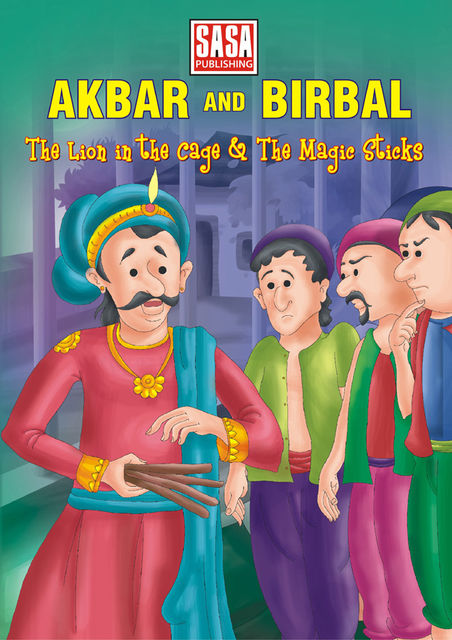 SASA
PUBLISHING
AKBAR AND BIRBAL
The Lion in the Cage & The Magic Sticks